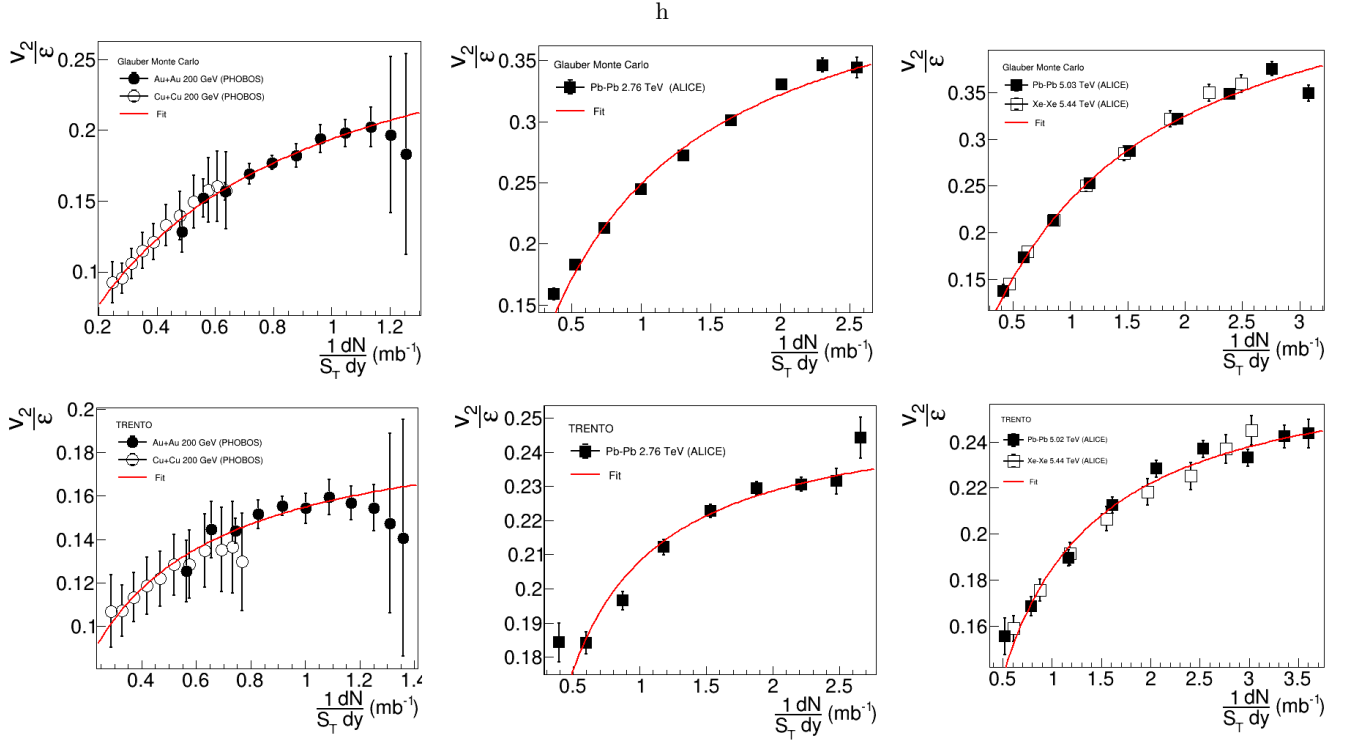 h
v2/ε
0.25
0.2
0.15
0.1
Glauber Monte Carlo
Au+Au 200 GeV (PHOBOS)
Cu+Cu 200 GeV (PHOBOS)
Fit
0.2 0.4 0.6 0.8 1 1.2
1 dN
S_T dy (mb⁻¹)
v2/ε
0.35
0.3
0.25
0.2
0.15
Glauber Monte Carlo
Pb-Pb 2.76 TeV (ALICE)
Fit
0.5 1 1.5 2 2.5
1 dN
S_T dy (mb⁻¹)
v2/ε
0.35
0.3
0.25
0.2
0.15
Glauber Monte Carlo
Pb-Pb 5.03 TeV (ALICE)
Xe-Xe 5.44 TeV (ALICE)
Fit
0.5 1 1.5 2 2.5 3
1 dN
S_T dy (mb⁻¹)
v2/ε
0.2
0.18
0.16
0.14
0.12
0.1
TRENTO
Au+Au 200 GeV (PHOBOS)
Cu+Cu 200 GeV (PHOBOS)
Fit
0.4 0.6 0.8 1 1.2 1.4
1 dN
S_T dy (mb⁻¹)
v2/ε
0.25
0.24
0.23
0.22
0.21
0.2
0.19
0.18
TRENTO
Pb-Pb 2.76 TeV (ALICE)
Fit
0.5 1 1.5 2 2.5
1 dN
S_T dy (mb⁻¹)
v2/ε
0.24
0.22
0.2
0.18
0.16
TRENTO
Pb-Pb 5.02 TeV (ALICE)
Xe-Xe 5.44 TeV (ALICE)
Fit
0.5 1 1.5 2 2.5 3 3.5
1 dN
S_T dy (mb⁻¹)